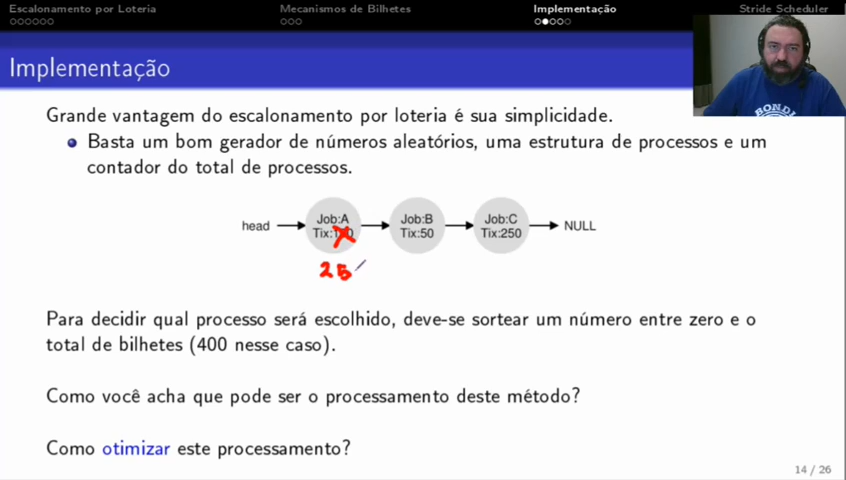 Escalonamento por Loteria
Mecanismos de Bilhetes
Implementação
Stride Scheduler
Implementação
Grande vantagem do escalonamento por loteria é sua simplicidade.
Basta um bom gerador de números aleatórios, uma estrutura de processos e um
contador do total de processos.
head
Job:A
Job:B
Job:C
NULL
Tix:
Tix:50
Tix:250
25
Para decidir qual processo será escolhido, deve-se sortear um número entre zero e o
total de bilhetes (400 nesse caso).
Como você acha que pode ser o processamento deste método?
Como otimizar este processamento?
14 / 26